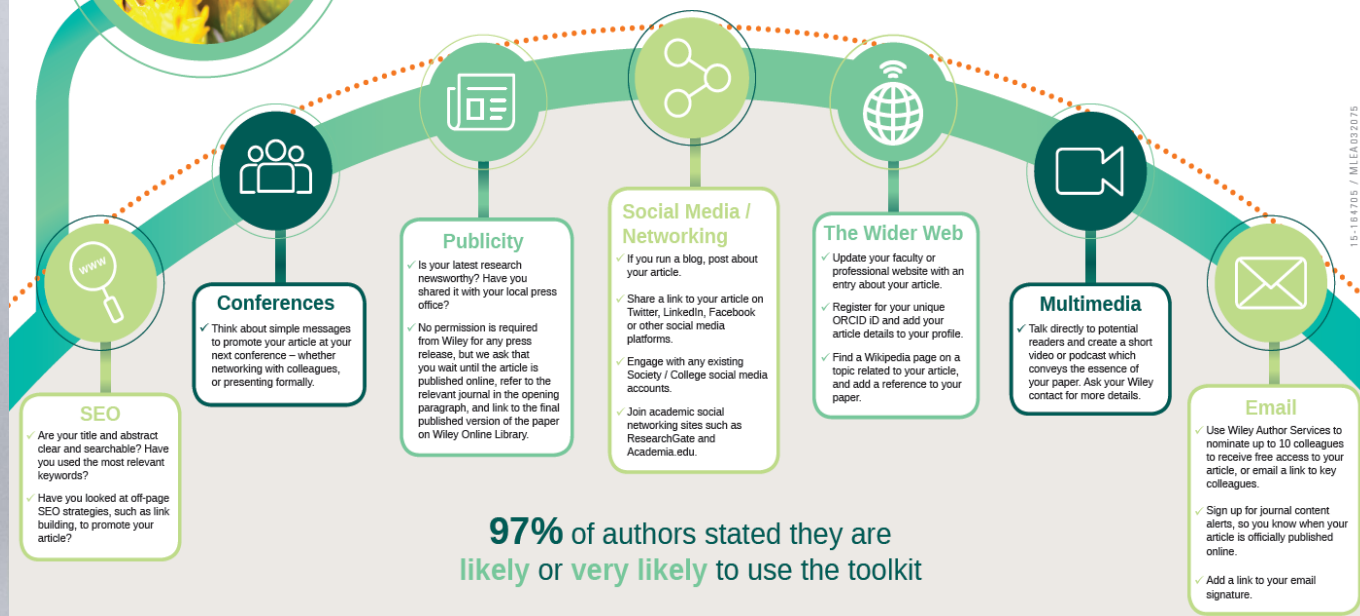 www
SEO
Are your title and abstract
clear and searchable? Have
you used the most relevant
keywords?
Have you looked at off-page
SEO strategies, such as link
building, to promote your
article?
Conferences
Think about simple messages
to promote your article at your
next conference – whether
networking with colleagues,
or presenting formally.
Publicity
Is your latest research
newsworthy? Have you
shared it with your local press
office?
No permission is required
from Wiley for any press
release, but we ask that
you wait until the article is
published online, refer to the
relevant journal in the opening
paragraph, and link to the final
published version of the paper
on Wiley Online Library.
Social Media /
Networking
If you run a blog, post about
your article.
Share a link to your article on
Twitter, LinkedIn, Facebook
or other social media
platforms.
Engage with any existing
Society / College social media
accounts.
Join academic social
networking sites such as
ResearchGate and
Academia.edu.
The Wider Web
Update your faculty or
professional website with an
entry about your article.
Register for your unique
ORCID iD and add your
article details to your profile.
Find a Wikipedia page on a
topic related to your article,
and add a reference to your
paper.
Multimedia
Talk directly to potential
readers and create a short
video or podcast which
conveys the essence of
your paper. Ask your Wiley
contact for more details.
Email
Use Wiley Author Services to
nominate up to 10 colleagues
to receive free access to your
article, or email a link to key
colleagues.
Sign up for journal content
alerts, so you know when your
article is officially published
online.
Add a link to your email
signature.
97% of authors stated they are
likely or very likely to use the toolkit
15-164705 / MLEA032075